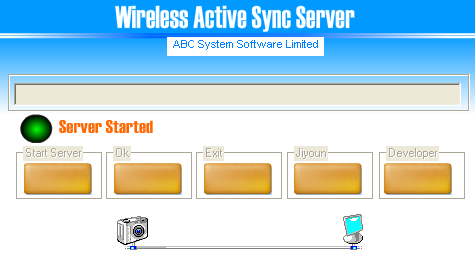 Wireless Active Sync Server
ABC System Software Limited
Server Started
Start Server Ok Exit Jiyoun Developer